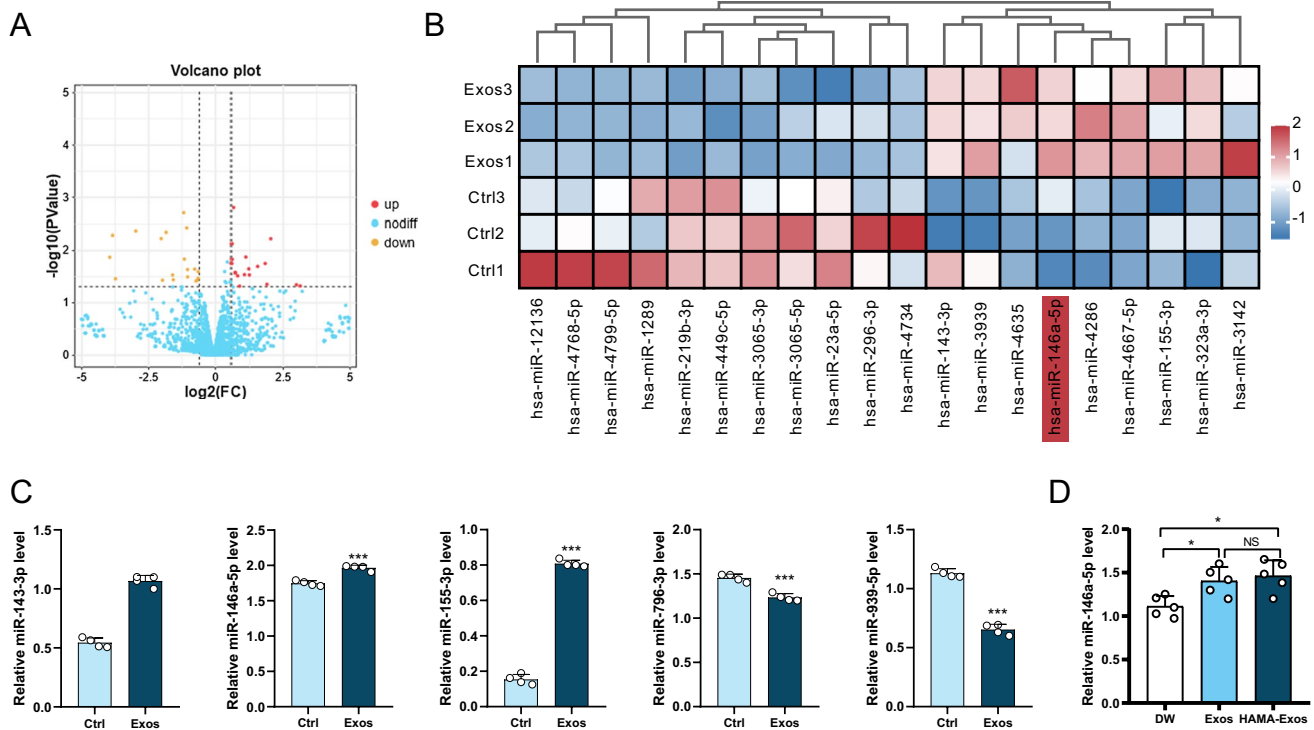 A
Volcano plot
-log10(PValue)
5
4
3
2
1
0
-5
-2.5
0
2.5
5
log2(FC)
up
nodiff
down
B
Exos3
Exos2
Exos1
Ctrl3
Ctrl2
Ctrl1
2
1
0
-1
hsa-miR-12136
hsa-miR-4768-5p
hsa-miR-4799-5p
hsa-miR-1289
hsa-miR-219b-3p
hsa-miR-449c-5p
hsa-miR-3065-3p
hsa-miR-3065-5p
hsa-miR-23a-5p
hsa-miR-296-3p
hsa-miR-4734
hsa-miR-143-3p
hsa-miR-3939
hsa-miR-4635
hsa-miR-146a-5p
hsa-miR-4286
hsa-miR-4667-5p
hsa-miR-155-3p
hsa-miR-323a-3p
hsa-miR-3142
C
Relative miR-143-3p level
1.5
1.0
0.5
0.0
Ctrl
Exos
Relative miR-146a-5p level
2.5
2.0
1.5
1.0
0.5
0.0
***
Ctrl
Exos
Relative miR-155-3p level
1.0
0.8
0.6
0.4
0.2
0.0
***
Ctrl
Exos
Relative miR-796-3p level
2.0
1.5
1.0
0.5
0.0
***
Ctrl
Exos
Relative miR-939-5p level
1.5
1.0
0.5
0.0
***
Ctrl
Exos
D
Relative miR-146a-5p level
2.0
1.5
1.0
0.5
0.0
*
*
NS
DW
Exos
HAMA-Exos